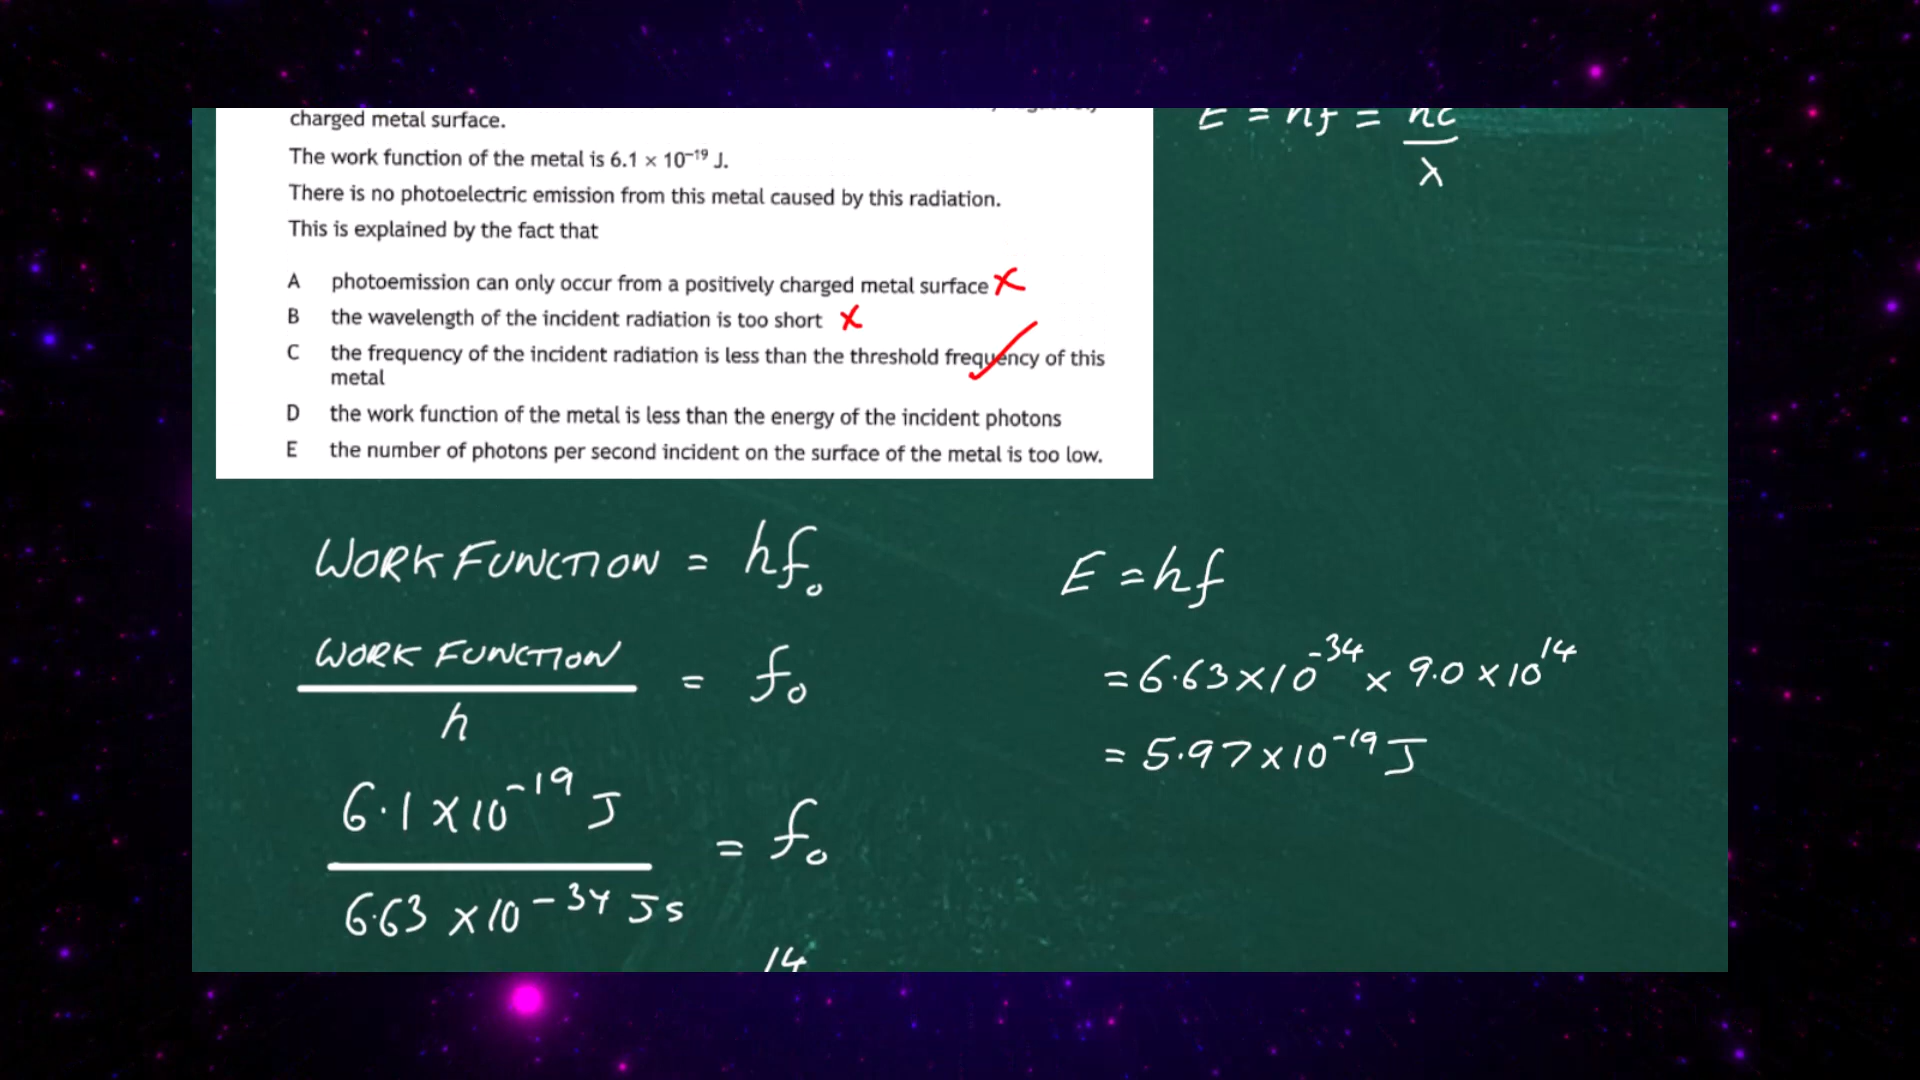 charged metal surface.
The work function of the metal is 6.1 × 10⁻¹⁹ J.
There is no photoelectric emission from this metal caused by this radiation.
This is explained by the fact that
A photoemission can only occur from a positively charged metal surface ✗
B the wavelength of the incident radiation is too short ✗
C the frequency of the incident radiation is less than the threshold frequency of this
metal ✓
D the work function of the metal is less than the energy of the incident photons
E the number of photons per second incident on the surface of the metal is too low.
E = hf = hc
λ
WORK FUNCTION = hf₀
WORK FUNCTION
h
= f₀
6.1 × 10⁻¹⁹ J
6.63 × 10⁻³⁴ Js
= f₀
14
E = hf
= 6.63 × 10⁻³⁴ × 9.0 × 10¹⁴
= 5.97 × 10⁻¹⁹ J